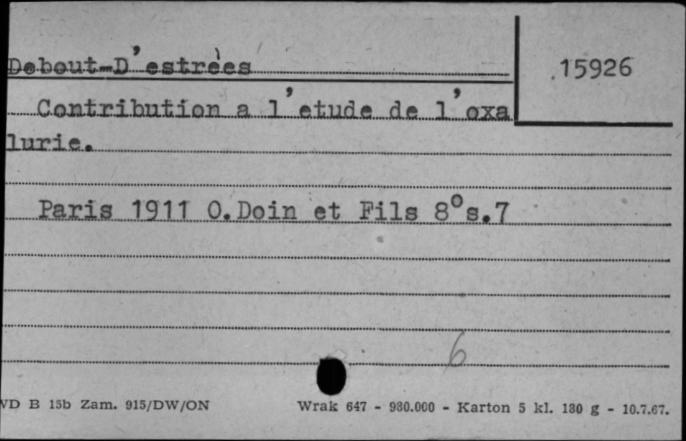 Debout-D'estrèes
15926
Contribution a l'etude de l'oxa
lurie.
Paris 1911 O.Doin et Fils 8°s.7
6
VD B 15b Zam. 915/DW/ON Wrak 647 - 980.000 - Karton 5 kl. 180 g - 10.7.67.